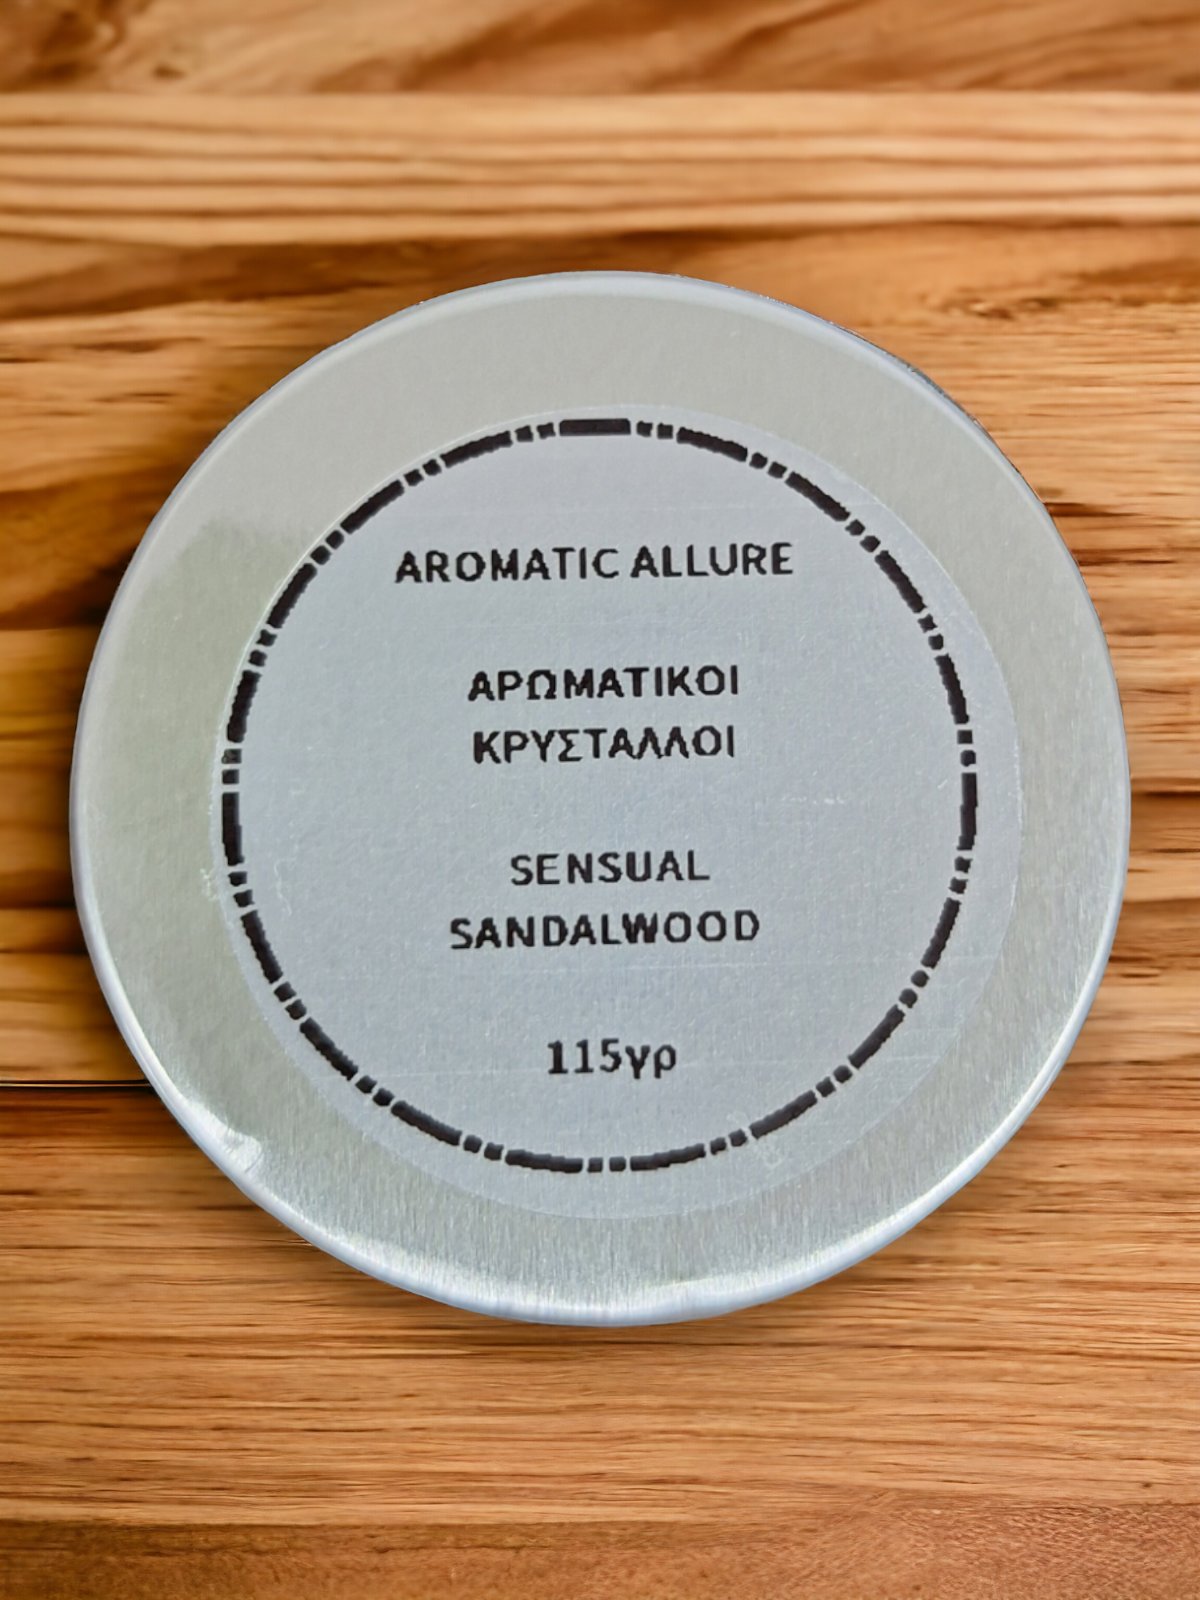 AROMATIC ALLURE
ΑΡΩΜΑΤΙΚΟΙ
ΚΡΥΣΤΑΛΛΟΙ
SENSUAL
SANDALWOOD
115γρ